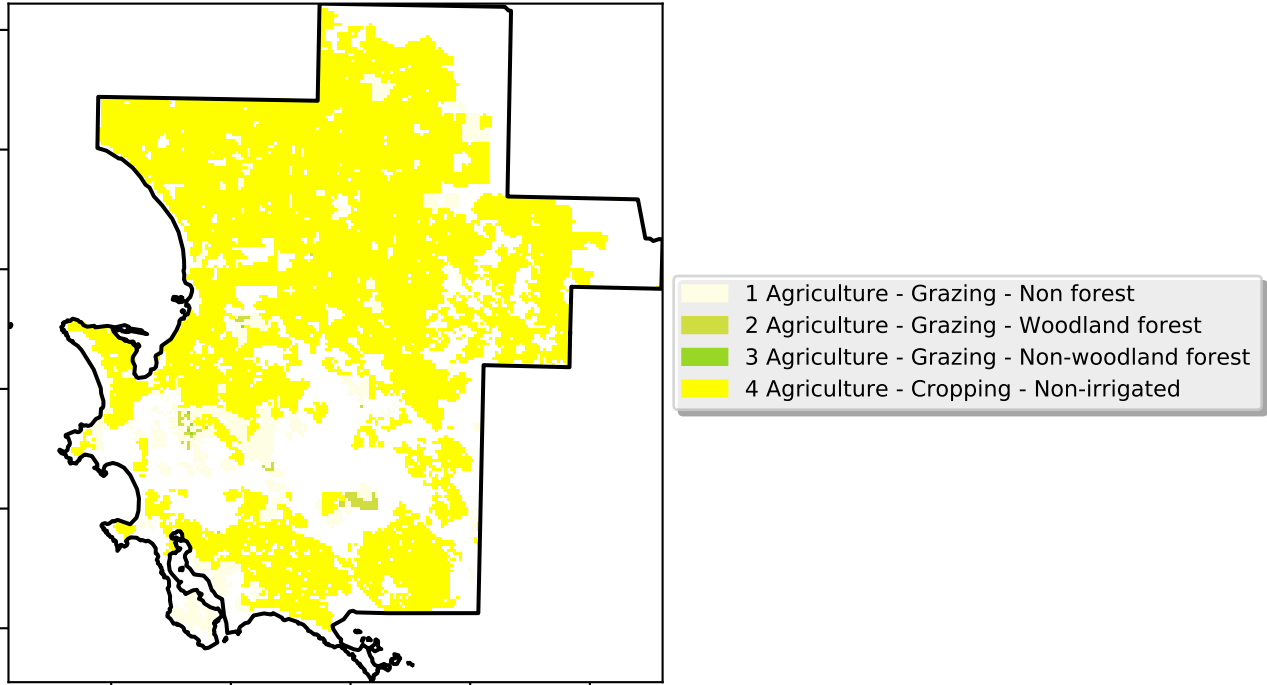 1 Agriculture - Grazing - Non forest
2 Agriculture - Grazing - Woodland forest
3 Agriculture - Grazing - Non-woodland forest
4 Agriculture - Cropping - Non-irrigated